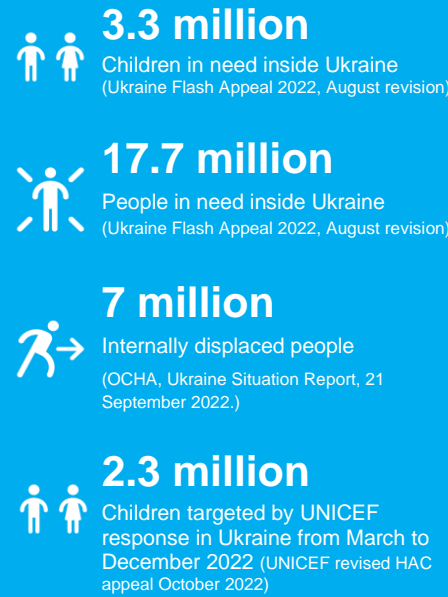 3.3 million
Children in need inside Ukraine
(Ukraine Flash Appeal 2022, August revision)
17.7 million
People in need inside Ukraine
(Ukraine Flash Appeal 2022, August revision)
7 million
Internally displaced people
(OCHA, Ukraine Situation Report, 21
September 2022.)
2.3 million
Children targeted by UNICEF
response in Ukraine from March to
December 2022 (UNICEF revised HAC
appeal October 2022)